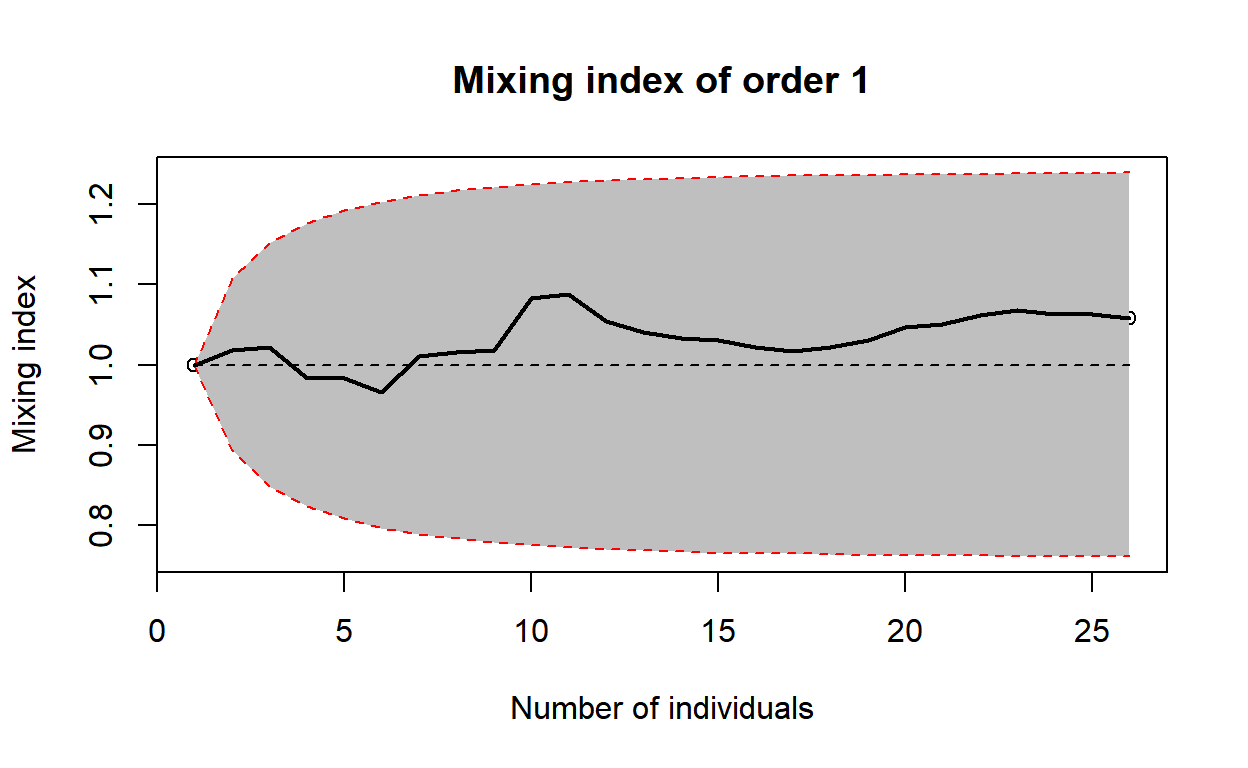 Mixing index of order 1
Mixing index
1.2
1.1
1.0
0.9
0.8
0 5 10 15 20 25
Number of individuals